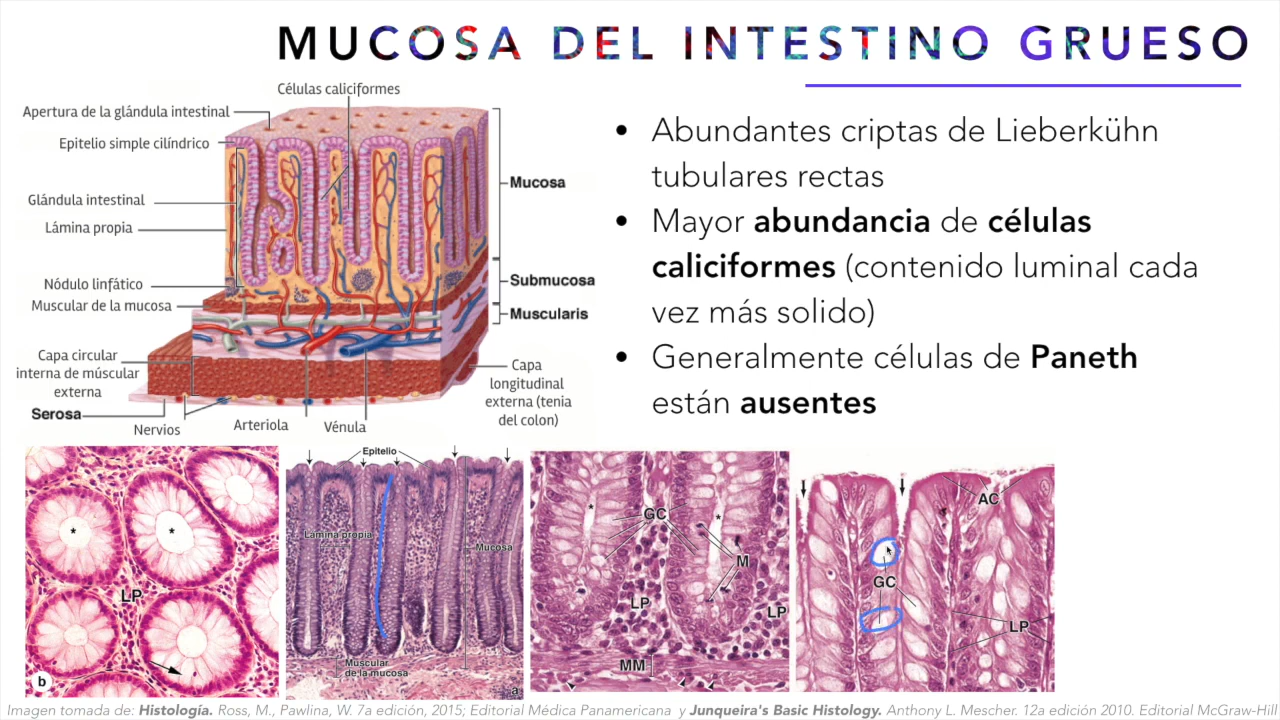 MUCOSA DEL INTESTINO GRUESO
Células caliciformes
Apertura de la glándula intestinal
Epitelio simple cilíndrico
Glándula intestinal
Lámina propia
Nódulo linfático
Muscular de la mucosa
Capa circular
interna de múscular
externa
Serosa
Nervios
Arteriola
Vénula
Capa
longitudinal
externa (tenia
del colon)
Mucosa
Submucosa
Muscularis
• Abundantes criptas de Lieberkühn
tubulares rectas
• Mayor abundancia de células
caliciformes (contenido luminal cada
vez más solido)
• Generalmente células de Paneth
están ausentes
*
*
LP
b
Epitelio
Lamina propia
Mucosa
Muscular
de la mucosa
a
*
GC
*
M
LP
LP
MM
AC
GC
LP
Imagen tomada de: Histología. Ross, M., Pawlina, W. 7a edición, 2015; Editorial Médica Panamericana y Junqueira's Basic Histology. Anthony L. Mescher. 12a edición 2010. Editorial McGraw-Hill